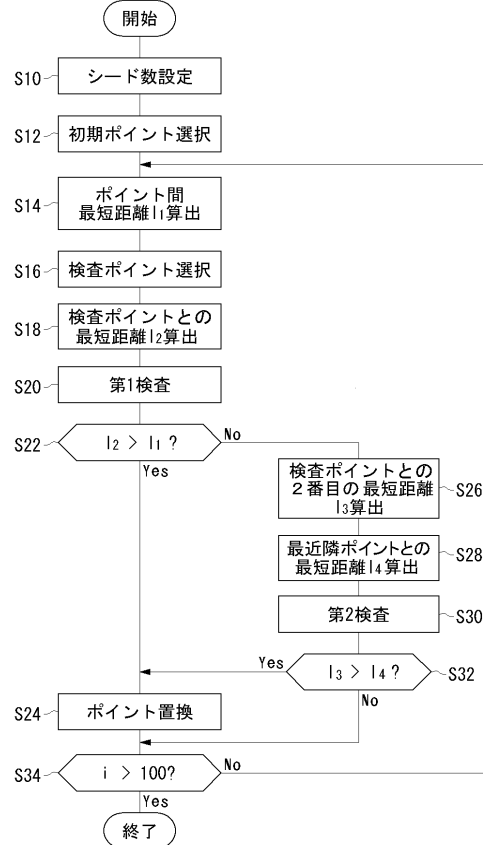 開始
S10
シード数設定
S12
初期ポイント選択
S14
ポイント間
最短距離l₁算出
S16
検査ポイント選択
S18
検査ポイントとの
最短距離l₂算出
S20
第1検査
S22
l₂ > l₁ ?
No
Yes
検査ポイントとの
2番目の最短距離
l₃算出
S26
最近隣ポイントとの
最短距離l₄算出
S28
第2検査
S30
l₃ > l₄ ?
S32
Yes
No
S24
ポイント置換
S34
i > 100?
No
Yes
終了